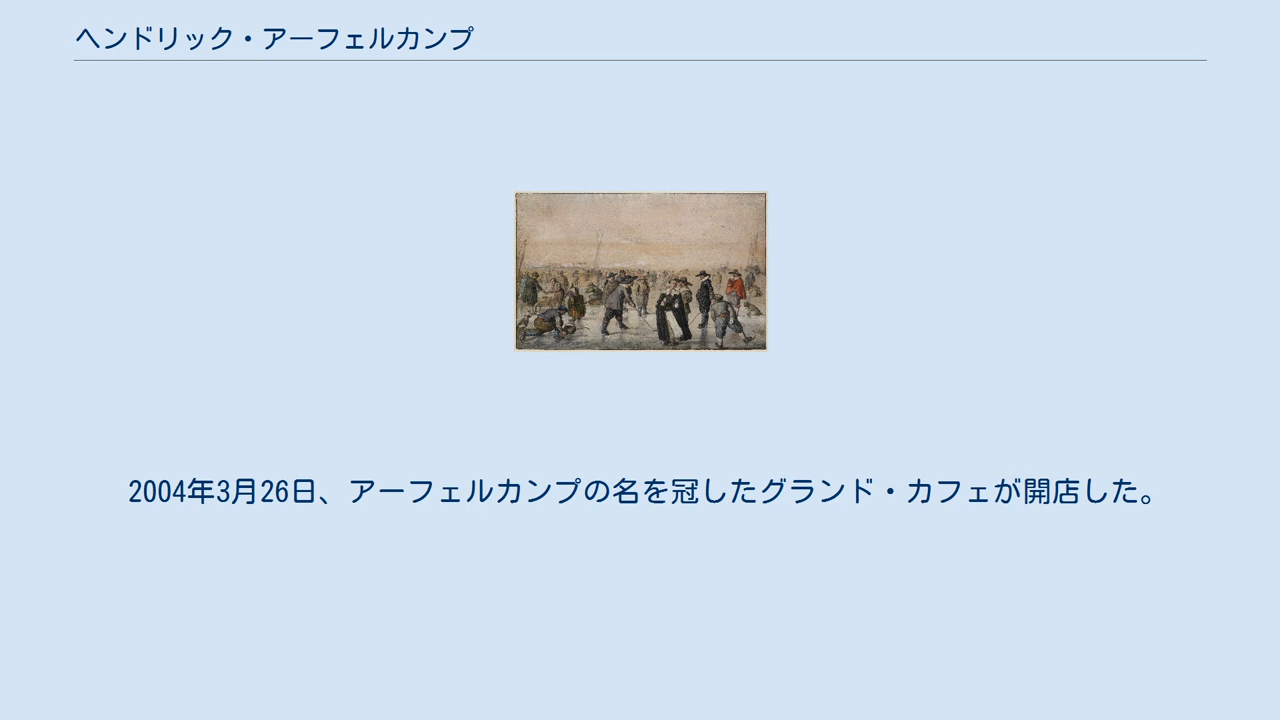 ヘンドリック・アーフェルカンプ
2004年3月26日、アーフェルカンプの名を冠したグランド・カフェが開店した。